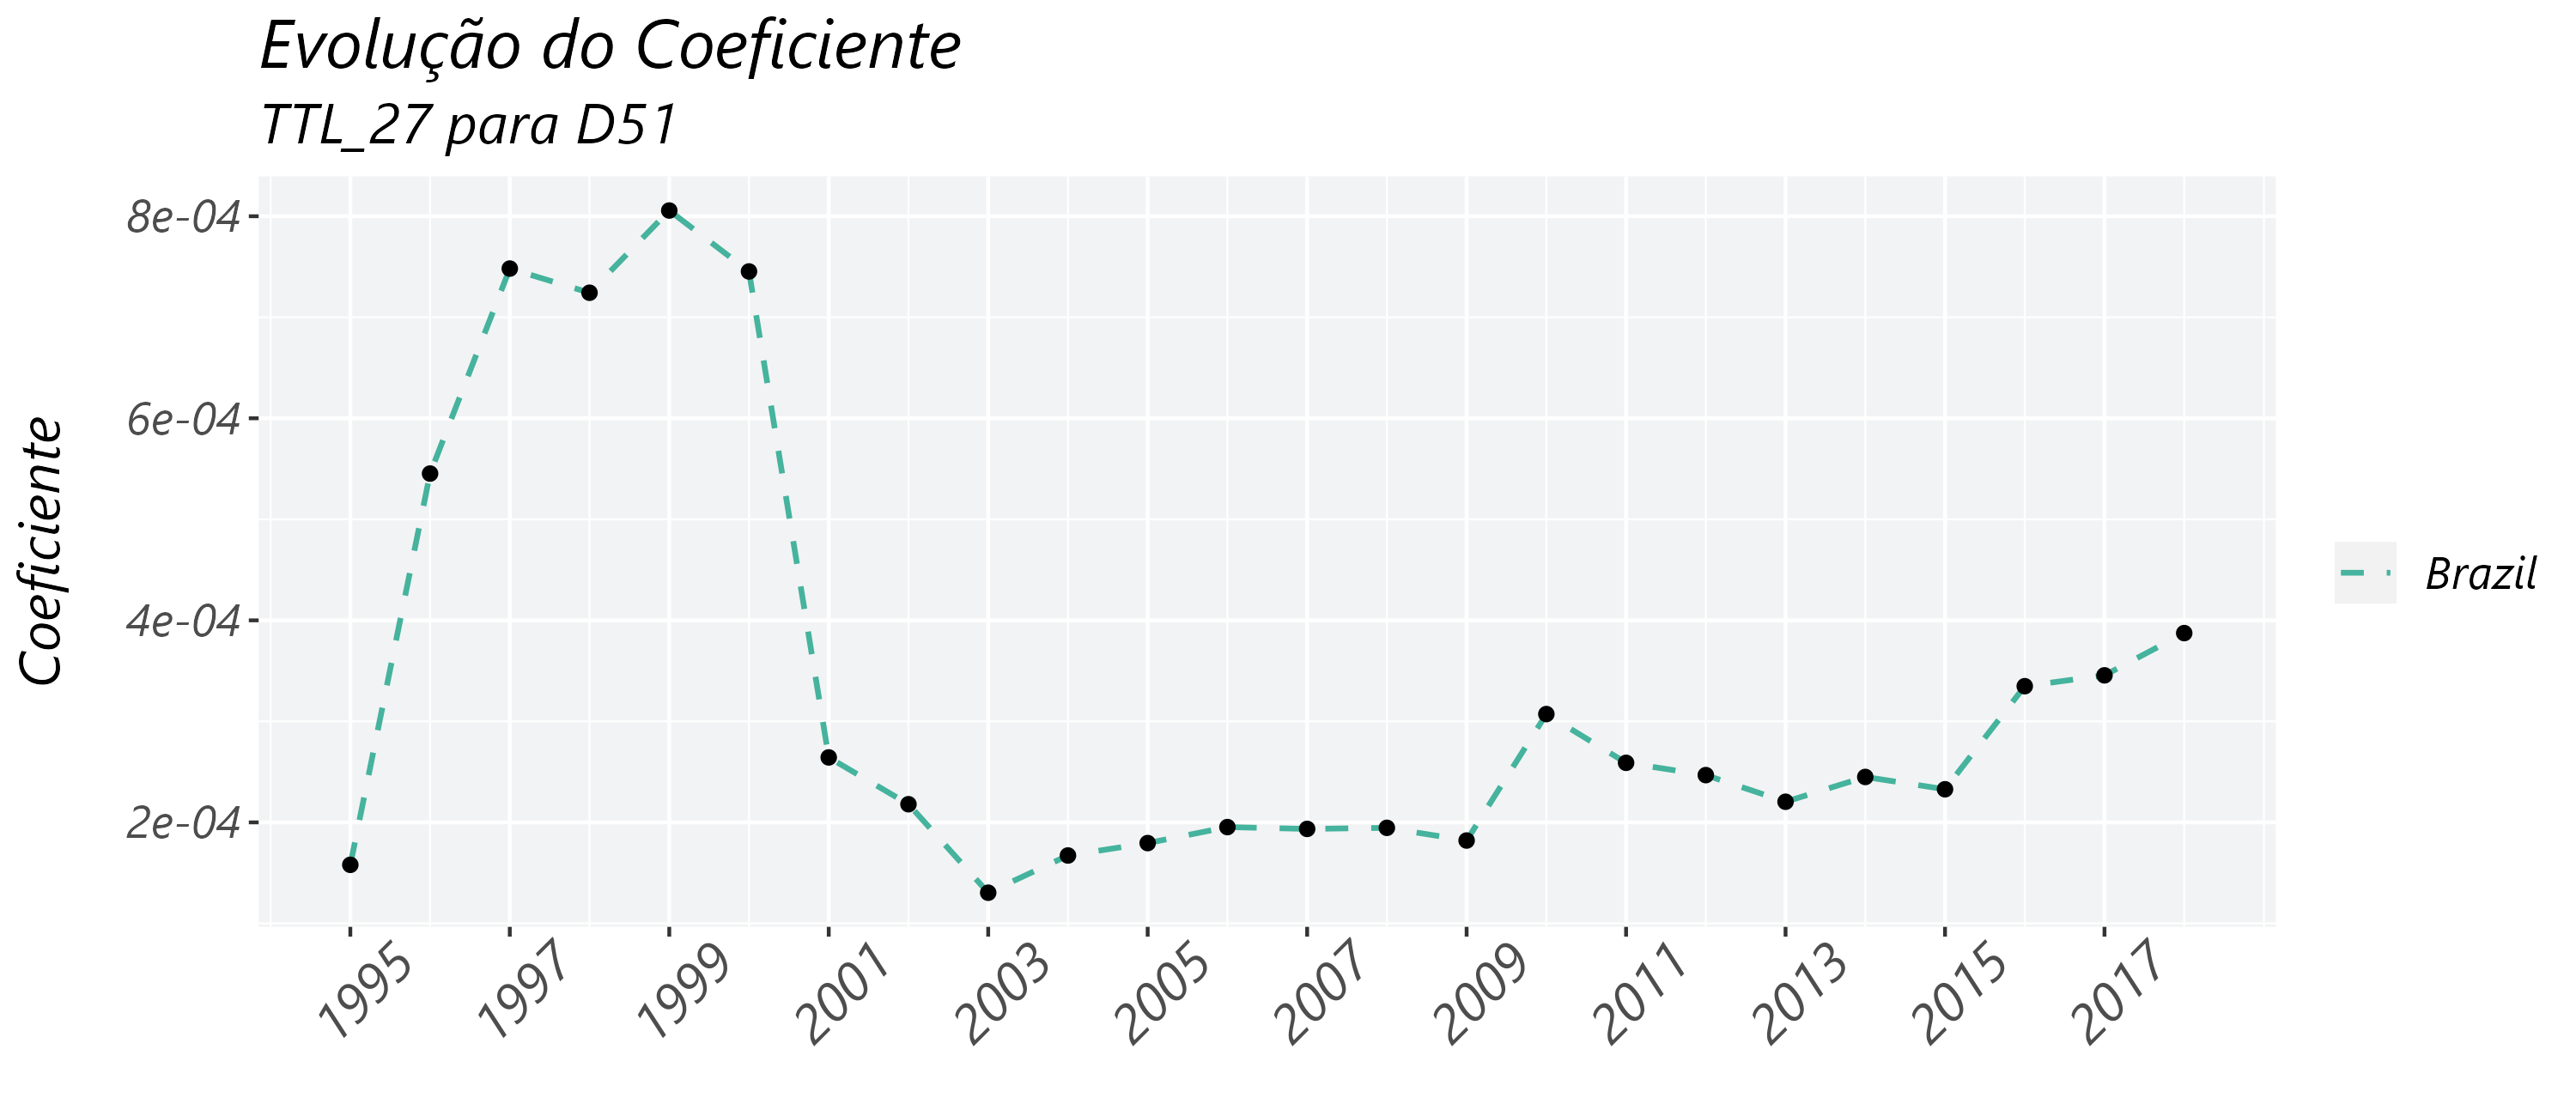 Evolução do Coeficiente
TTL_27 para D51
Coeficiente
8e-04
6e-04
4e-04
2e-04
1995
1997
1999
2001
2003
2005
2007
2009
2011
2013
2015
2017
Brazil